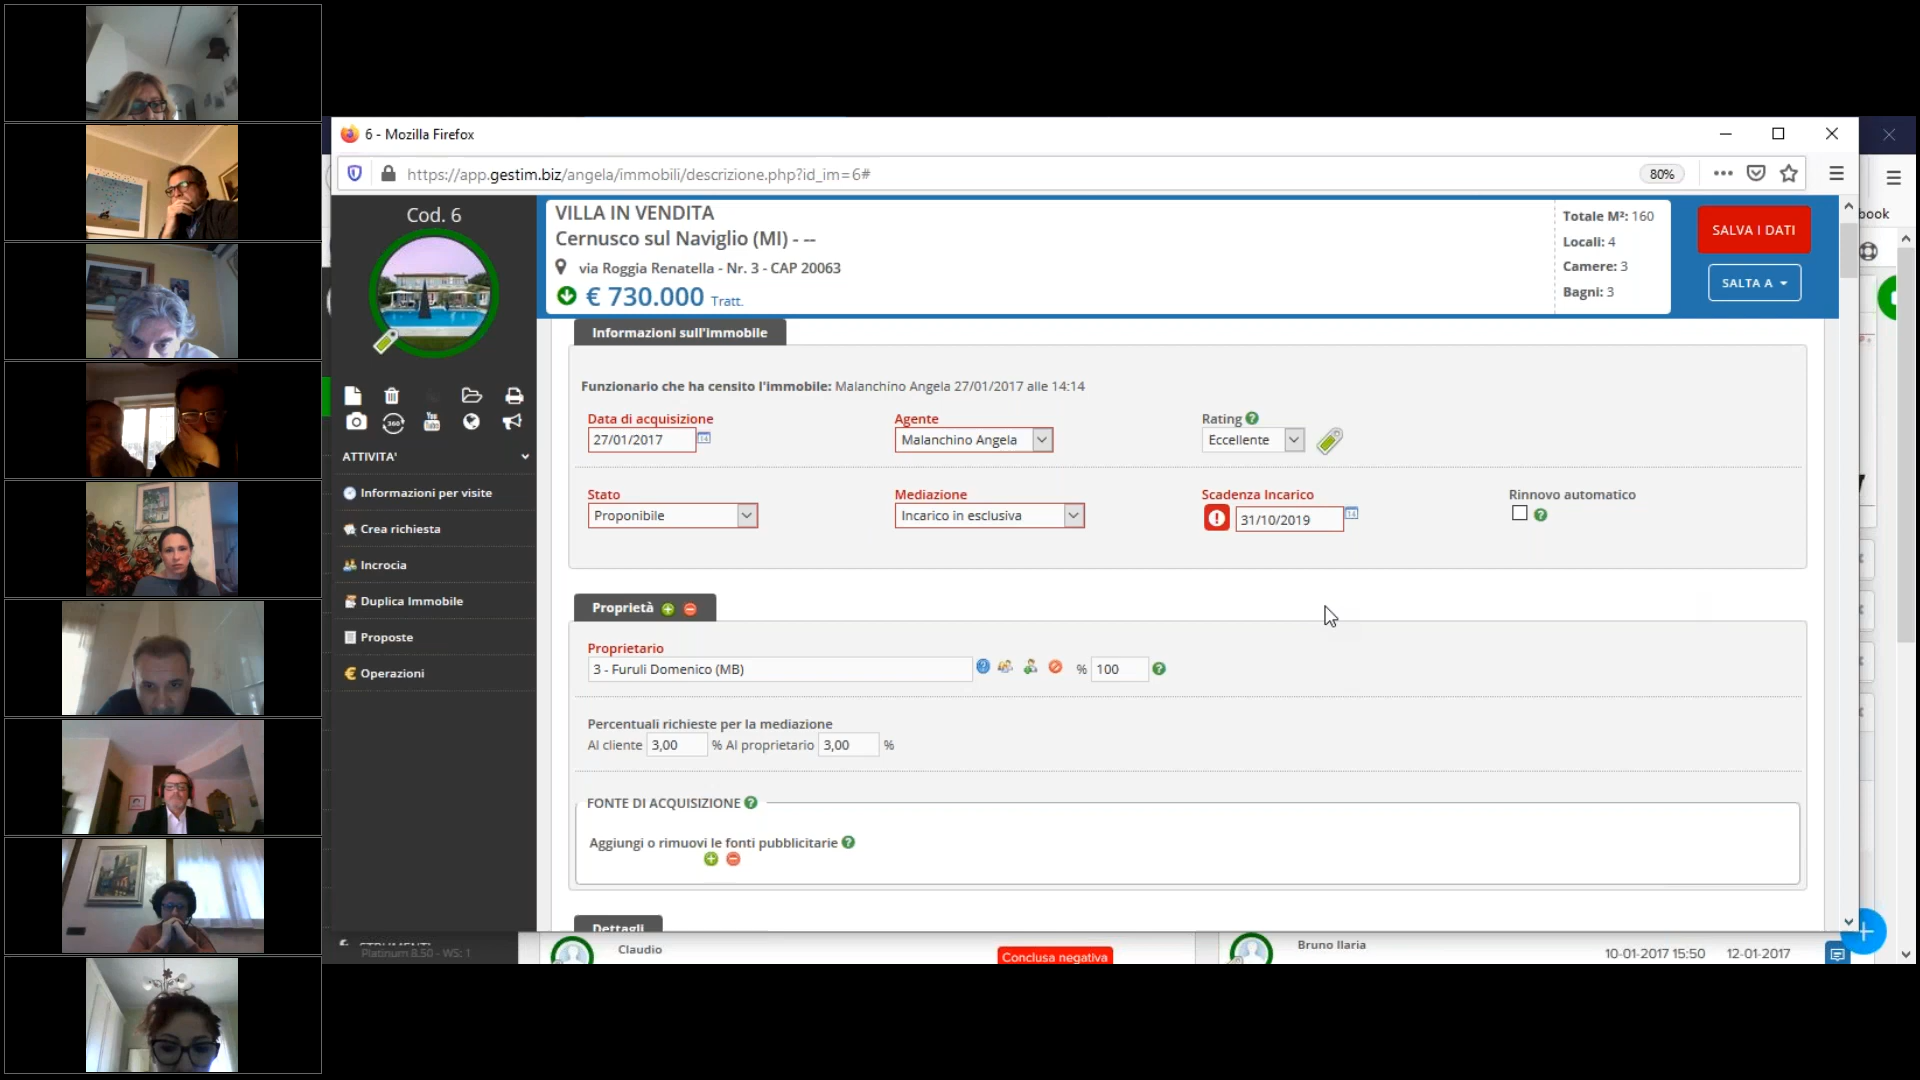 6 - Mozilla Firefox
https://app.gestim.biz/angela/immobili/descrizione.php?id_im=6#
80%
book
Cod. 6
VILLA IN VENDITA
Cernusco sul Naviglio (MI) - --
via Roggia Renatella - Nr. 3 - CAP 20063
€ 730.000 Tratt.
Totale M²: 160
Locali: 4
Camere: 3
Bagni: 3
SALVA I DATI
SALTA A
ATTIVITA'
Informazioni per visite
Crea richiesta
Incrocia
Duplica Immobile
Proposte
Operazioni
Informazioni sull'immobile
Funzionario che ha censito l'immobile: Malanchino Angela 27/01/2017 alle 14:14
Data di acquisizione
27/01/2017
Agente
Malanchino Angela
Rating
Eccellente
Stato
Proponibile
Mediazione
Incarico in esclusiva
Scadenza Incarico
31/10/2019
Rinnovo automatico
Proprietà
Proprietario
3 - Furuli Domenico (MB)
% 100
Percentuali richieste per la mediazione
Al cliente 3,00 % Al proprietario 3,00 %
FONTE DI ACQUISIZIONE
Aggiungi o rimuovi le fonti pubblicitarie
Dettagli
STRUMENTI
Platinum 8.50 - WS: 1
Claudio
Conclusa negativa
Bruno Ilaria
10-01-2017 15:50
12-01-2017